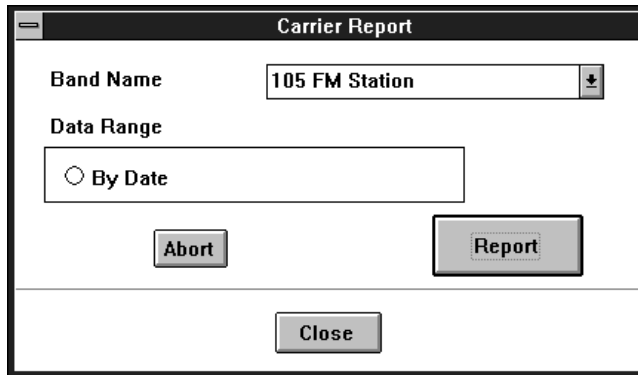 Carrier Report
Band Name
105 FM Station
Data Range
By Date
Abort
Report
Close